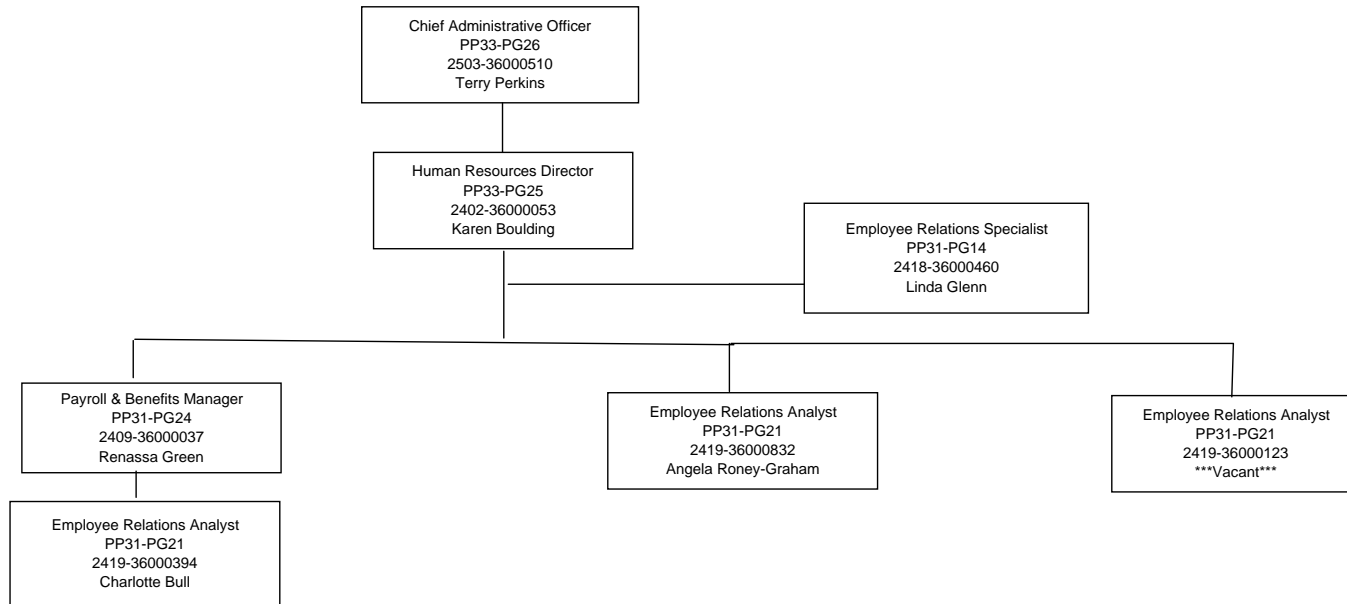 Chief Administrative Officer
PP33-PG26
2503-36000510
Terry Perkins
Human Resources Director
PP33-PG25
2402-36000053
Karen Boulding
Employee Relations Specialist
PP31-PG14
2418-36000460
Linda Glenn
Payroll & Benefits Manager
PP31-PG24
2409-36000037
Renassa Green
Employee Relations Analyst
PP31-PG21
2419-36000832
Angela Roney-Graham
Employee Relations Analyst
PP31-PG21
2419-36000123
***Vacant***
Employee Relations Analyst
PP31-PG21
2419-36000394
Charlotte Bull